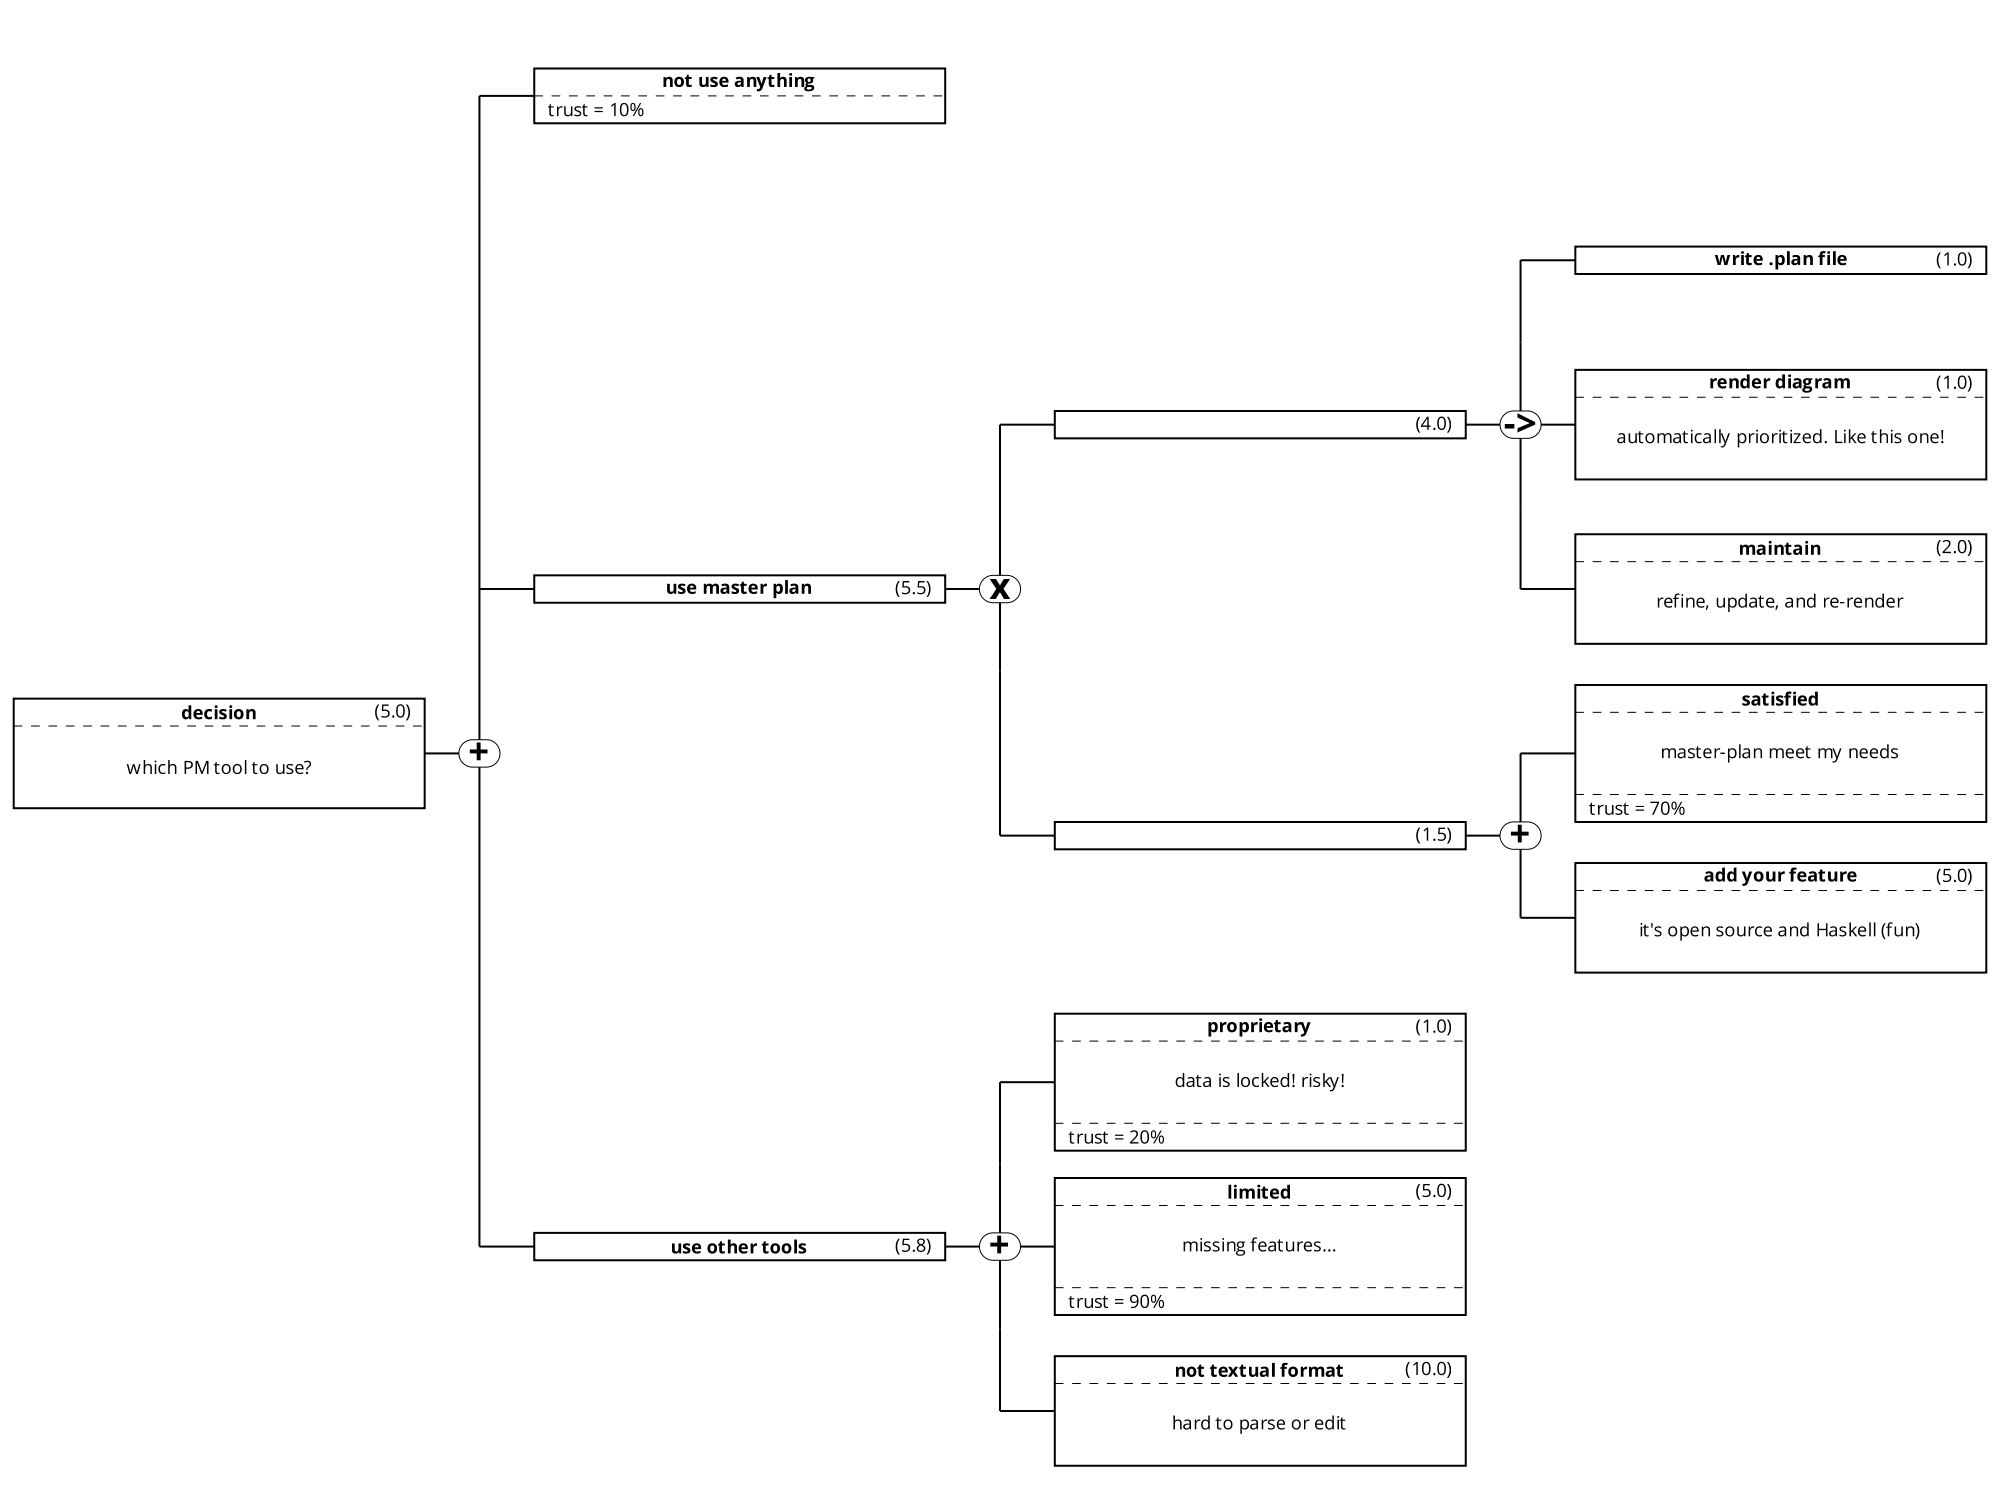 not use anything
trust = 10%
write .plan file (1.0)
render diagram (1.0)
automatically prioritized. Like this one!
(4.0)
->
maintain (2.0)
refine, update, and re-render
use master plan (5.5)
x
decision (5.0)
which PM tool to use?
+
satisfied
master-plan meet my needs
trust = 70%
(1.5)
+
add your feature (5.0)
it's open source and Haskell (fun)
proprietary (1.0)
data is locked! risky!
trust = 20%
limited (5.0)
missing features...
trust = 90%
use other tools (5.8)
+
not textual format (10.0)
hard to parse or edit